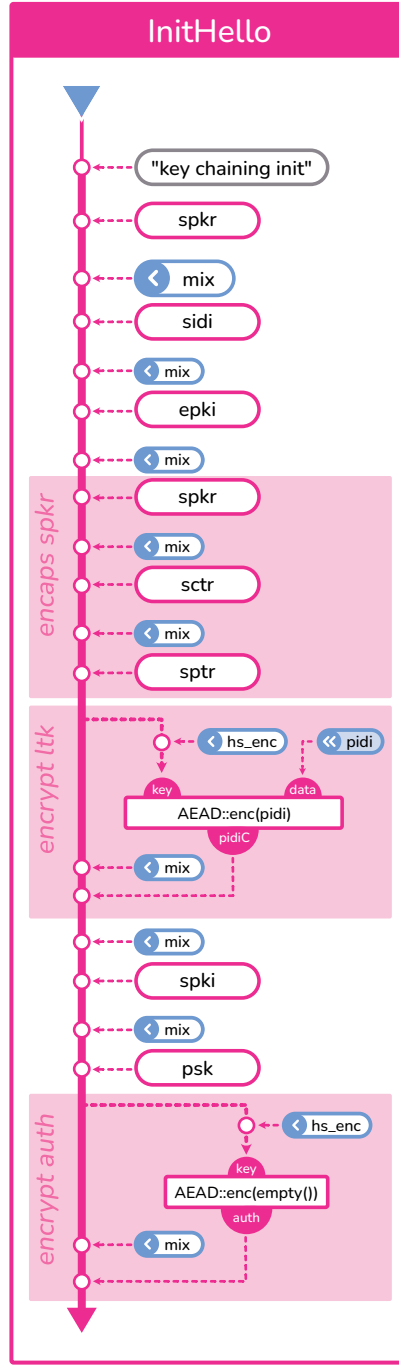 InitHello
"key chaining init"
spkr
mix
sidi
mix
epki
mix
encaps spkr
spkr
mix
sctr
mix
sptr
encrypt ltk
hs_enc
pidi
key
data
AEAD::enc(pidi)
pidiC
mix
mix
spki
mix
psk
encrypt auth
hs_enc
key
AEAD::enc(empty())
auth
mix